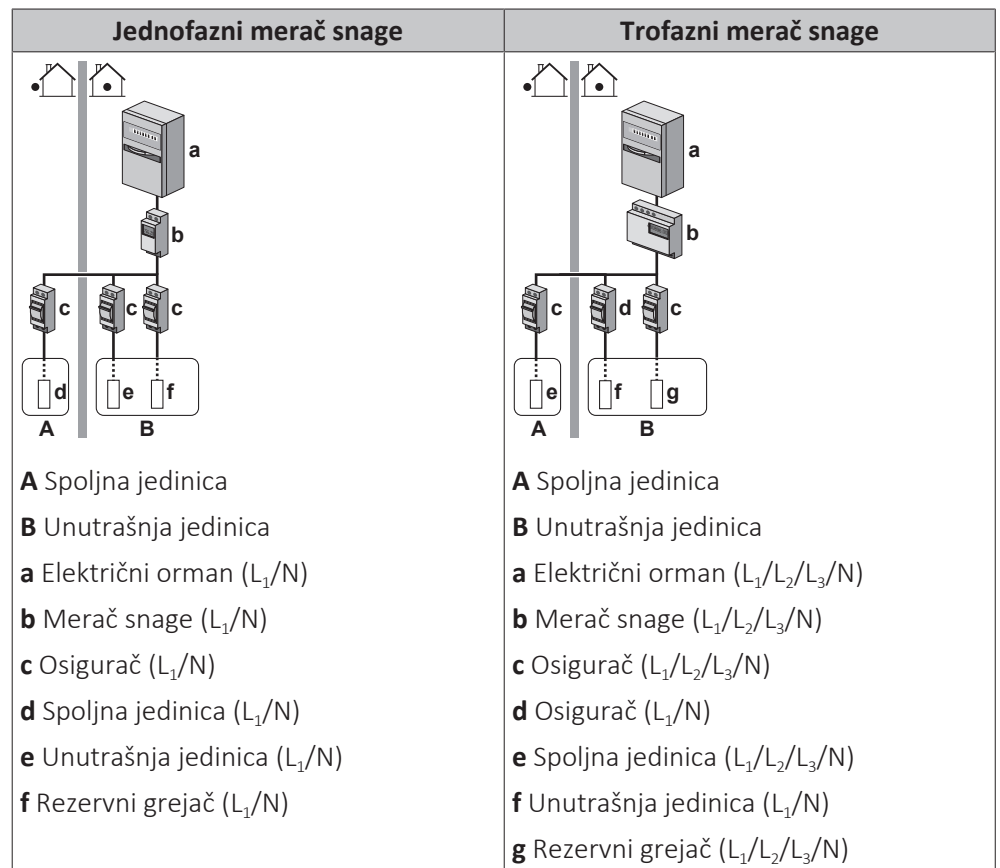 Jednofazni merač snage
a
b
c c c
d e f
A B
A Spoljna jedinica
B Unutrašnja jedinica
a Električni orman (L₁/N)
b Merač snage (L₁/N)
c Osigurač (L₁/N)
d Spoljna jedinica (L₁/N)
e Unutrašnja jedinica (L₁/N)
f Rezervni grejač (L₁/N)
Trofazni merač snage
a
b
c d c
e f g
A B
A Spoljna jedinica
B Unutrašnja jedinica
a Električni orman (L₁/L₂/L₃/N)
b Merač snage (L₁/L₂/L₃/N)
c Osigurač (L₁/L₂/L₃/N)
d Osigurač (L₁/N)
e Spoljna jedinica (L₁/L₂/L₃/N)
f Unutrašnja jedinica (L₁/N)
g Rezervni grejač (L₁/L₂/L₃/N)